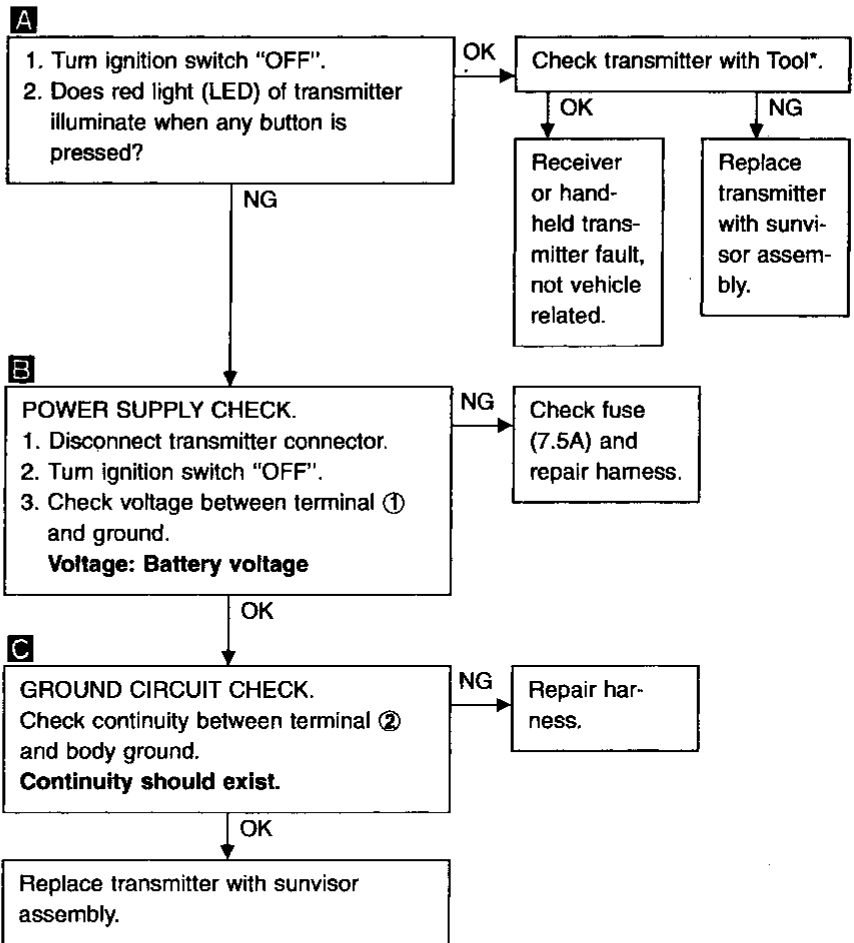 A
1. Turn ignition switch “OFF”.
2. Does red light (LED) of transmitter
illuminate when any button is
pressed?
OK
Check transmitter with Tool*.
OK
NG
Receiver
or hand-
held trans-
mitter fault,
not vehicle
related.
Replace
transmitter
with sunvi-
sor assem-
bly.
NG
B
POWER SUPPLY CHECK.
1. Disconnect transmitter connector.
2. Turn ignition switch “OFF”.
3. Check voltage between terminal ①
and ground.
Voltage: Battery voltage
NG
Check fuse
(7.5A) and
repair harness.
OK
C
GROUND CIRCUIT CHECK.
Check continuity between terminal ②
and body ground.
Continuity should exist.
NG
Repair har-
ness.
OK
Replace transmitter with sunvisor
assembly.